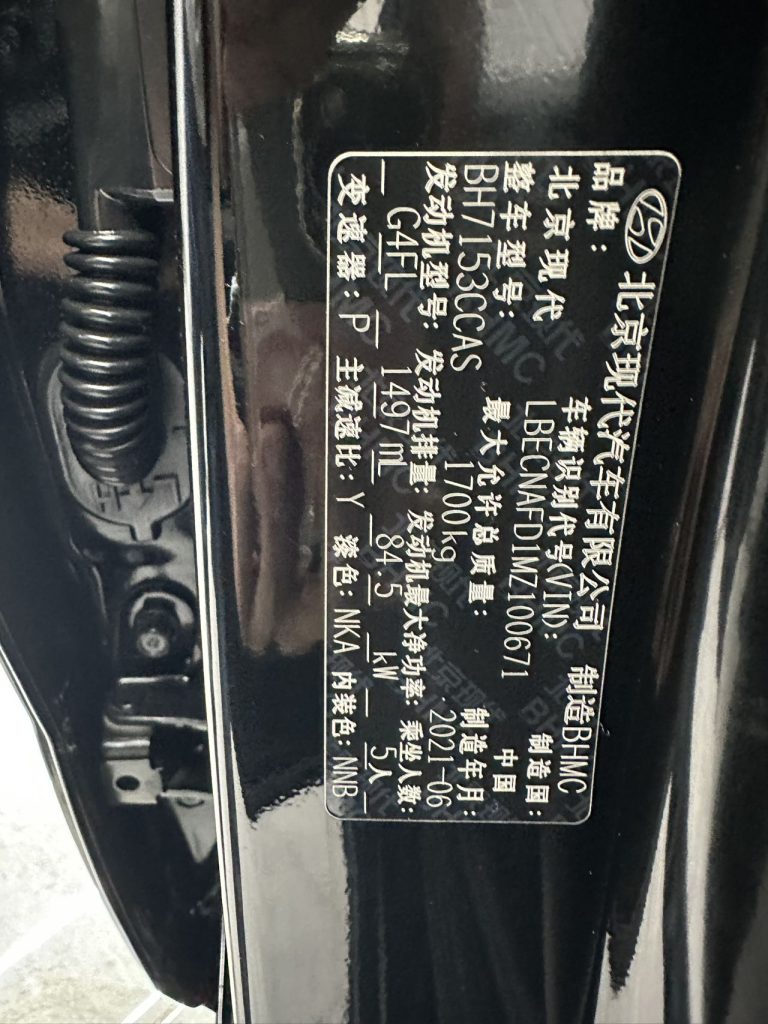 北京现代汽车有限公司 制造BHMC
品牌： 车辆识别代号(VIN)： 制造国：
北京现代 LBECNAFD1MZ100671 中国
整车型号： 最大允许总质量： 制造年月：
BH7153CCAS 1700kg 2021-06
发动机型号： 发动机排量： 发动机最大净功率： 乘坐人数：
G4FL 1497ml 84.5 kW 5人
变速器：P 主减速比：Y 漆色：NKA 内装色：NNB